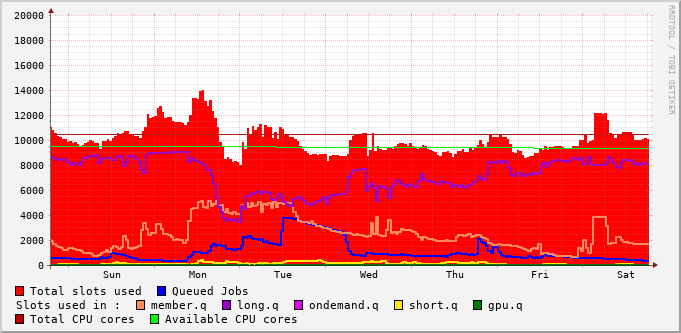 RRDTOOL / TOBI OETIKER
20000
18000
16000
14000
12000
10000
8000
6000
4000
2000
0
Sun Mon Tue Wed Thu Fri Sat
Total slots used Queued Jobs
Slots used in : member.q long.q ondemand.q short.q gpu.q
Total CPU cores Available CPU cores